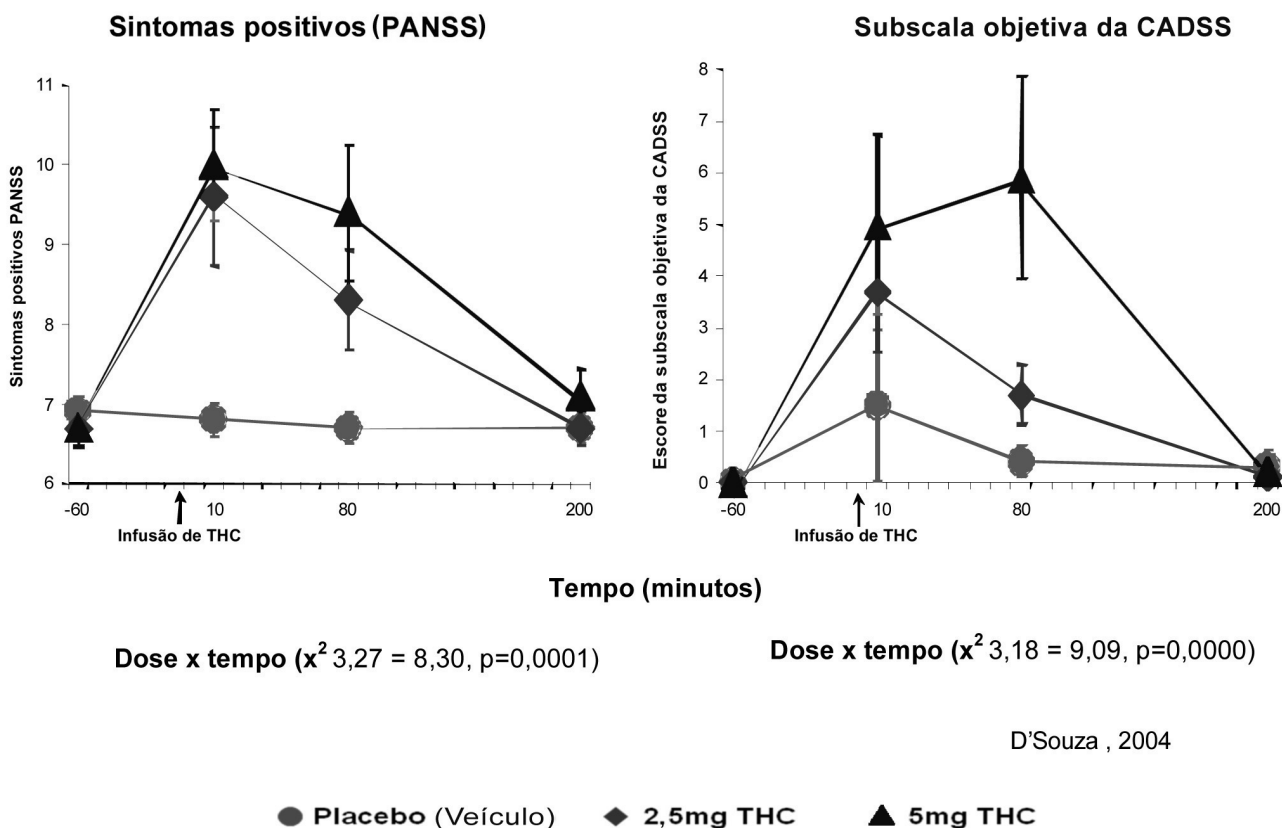 Sintomas positivos (PANSS)
Sintomas positivos PANSS
11
10
9
8
7
6
-60
10
80
200
Infusão de THC
Subscala objetiva da CADSS
Escore da subscala objetiva da CADSS
8
7
6
5
4
3
2
1
0
-60
10
80
200
Infusão de THC
Tempo (minutos)
Dose x tempo (x² 3,27 = 8,30, p=0,0001)
Dose x tempo (x² 3,18 = 9,09, p=0,0000)
D'Souza , 2004
Placebo (Veículo) 2,5mg THC 5mg THC